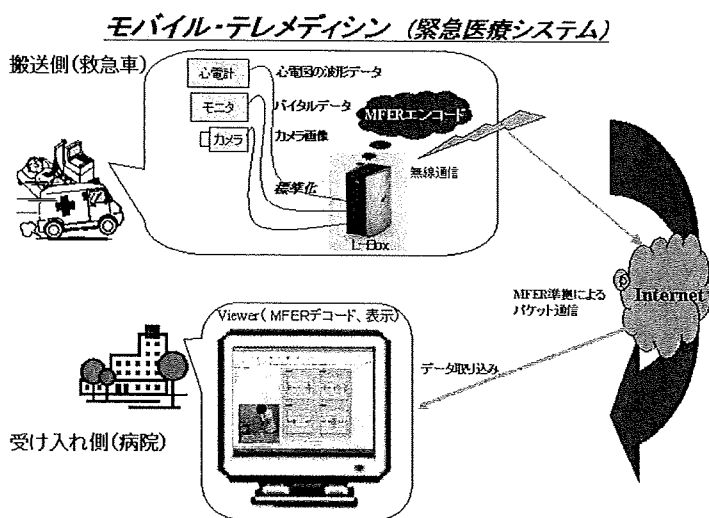 モバイル・テレメディシン (緊急医療システム)
搬送側(救急車)
心電計
心電図の波形データ
モニタ
バイタルデータ
カメラ
カメラ画像
MFERエンコード
標準化
無線通信
L-Box
Internet
MFER準拠による
パケット通信
Viewer( MFERデコード、表示)
データ取り込み
受け入れ側(病院)